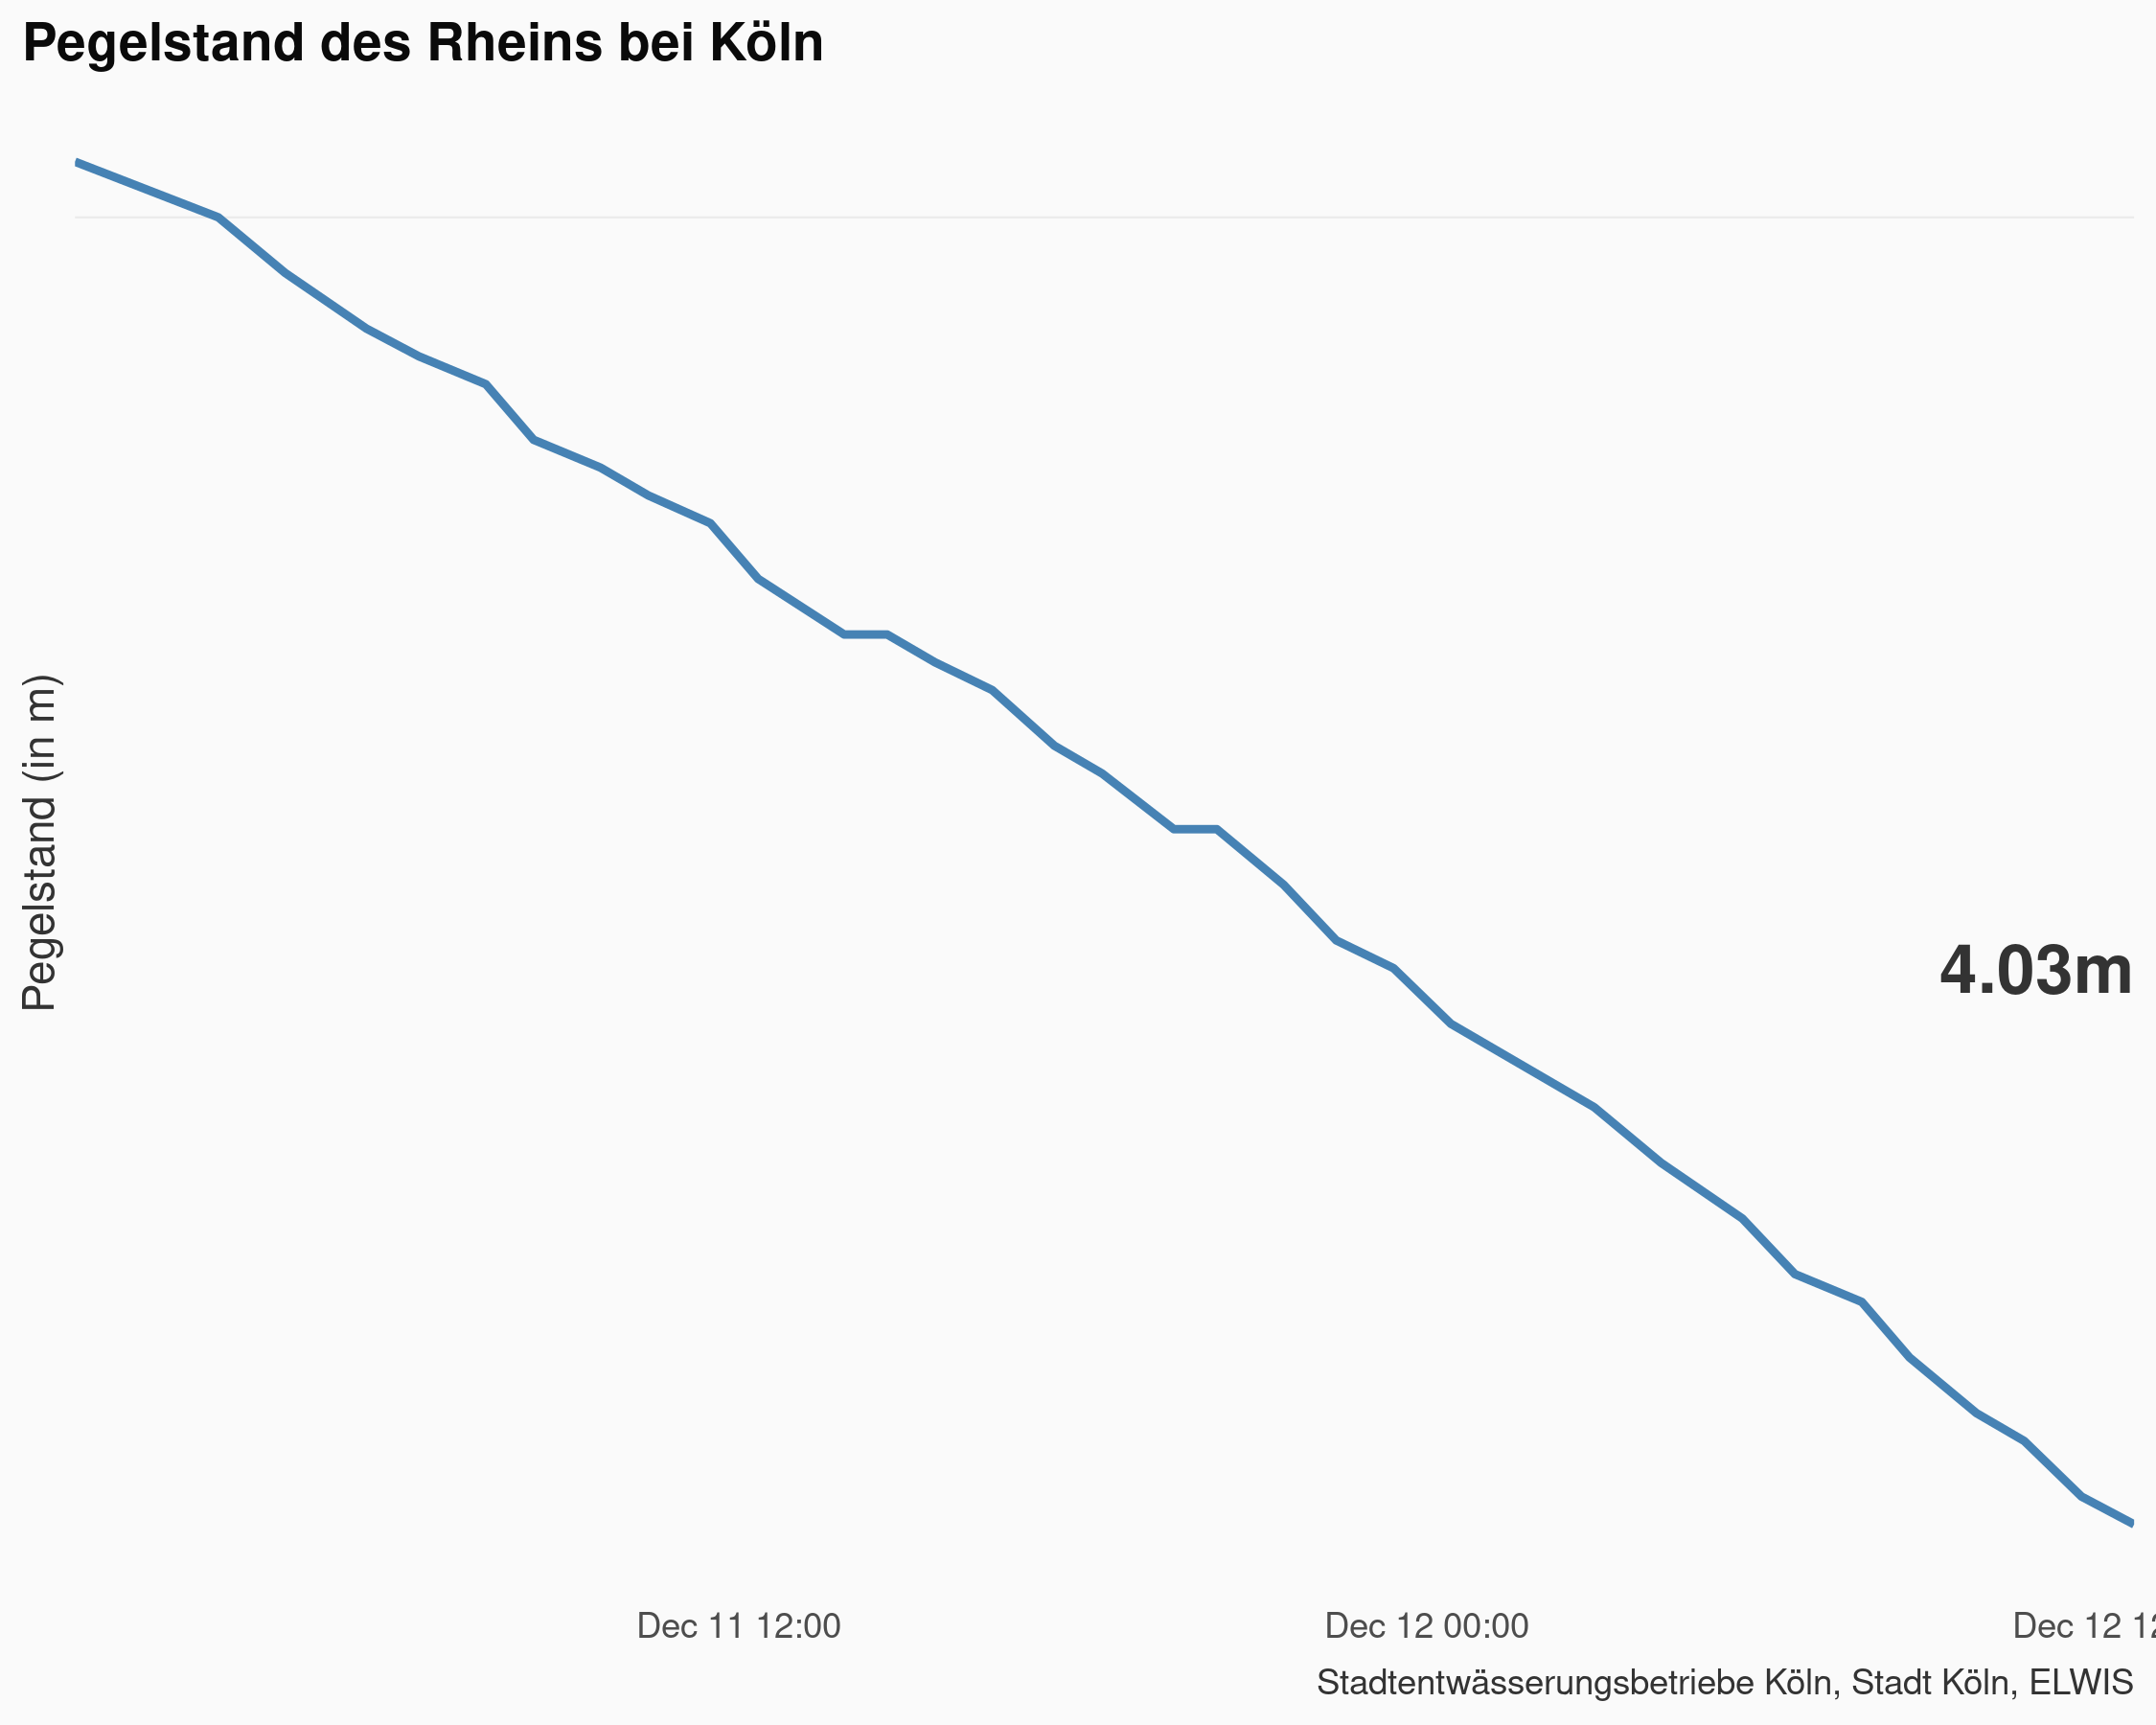 Pegelstand des Rheins bei Köln
Pegelstand (in m)
4.03m
Dec 11 12:00
Dec 12 00:00
Dec 12 12
Stadtentwässerungsbetriebe Köln, Stadt Köln, ELWIS